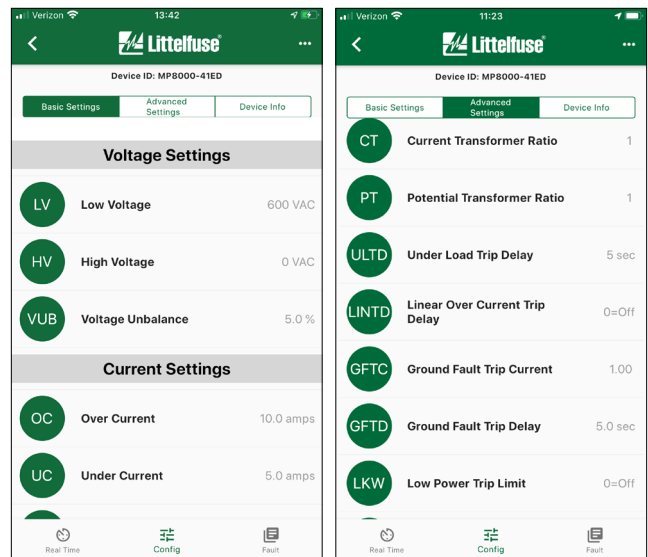 Verizon 13:42
Littelfuse®
Device ID: MP8000-41ED
Basic Settings Advanced Settings Device Info
Voltage Settings
LV Low Voltage 600 VAC
HV High Voltage 0 VAC
VUB Voltage Unbalance 5.0 %
Current Settings
OC Over Current 10.0 amps
UC Under Current 5.0 amps
Real Time Config Fault
Verizon 11:23
Littelfuse®
Device ID: MP8000-41ED
Basic Settings Advanced Settings Device Info
CT Current Transformer Ratio 1
PT Potential Transformer Ratio 1
ULTD Under Load Trip Delay 5 sec
LINTD Linear Over Current Trip Delay 0=Off
GFTC Ground Fault Trip Current 1.00
GFTD Ground Fault Trip Delay 5.0 sec
LKW Low Power Trip Limit 0=Off
Real Time Config Fault